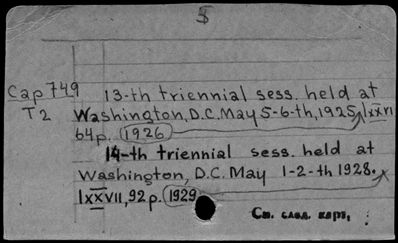 5
Cap 749 13-th triennial sess. held at
T2 Washington, D.C. May 5-6-th, 1925, lxxvi
64p. (1926)
14-th triennial sess. held at
Washington, D.C. May 1-2-th 1928.
lxxvii, 92p. (1929)
См. след. карт.